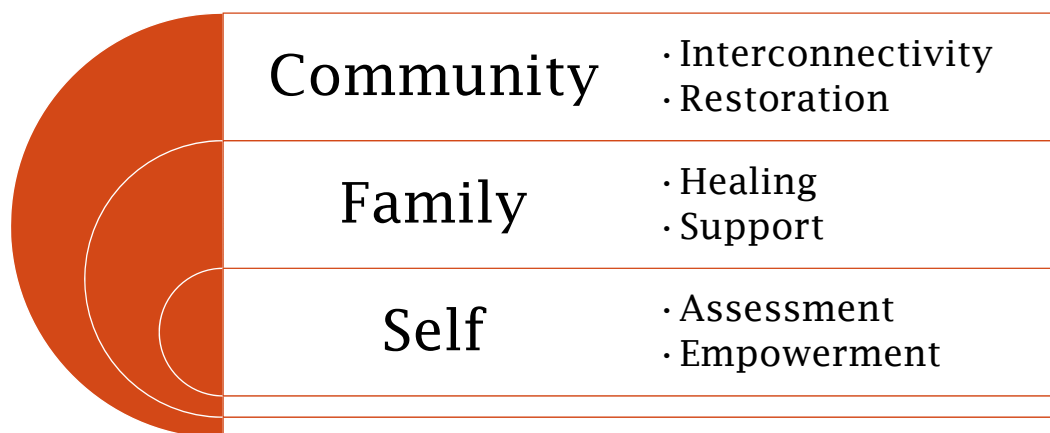 Community
· Interconnectivity
· Restoration
Family
· Healing
· Support
Self
· Assessment
· Empowerment